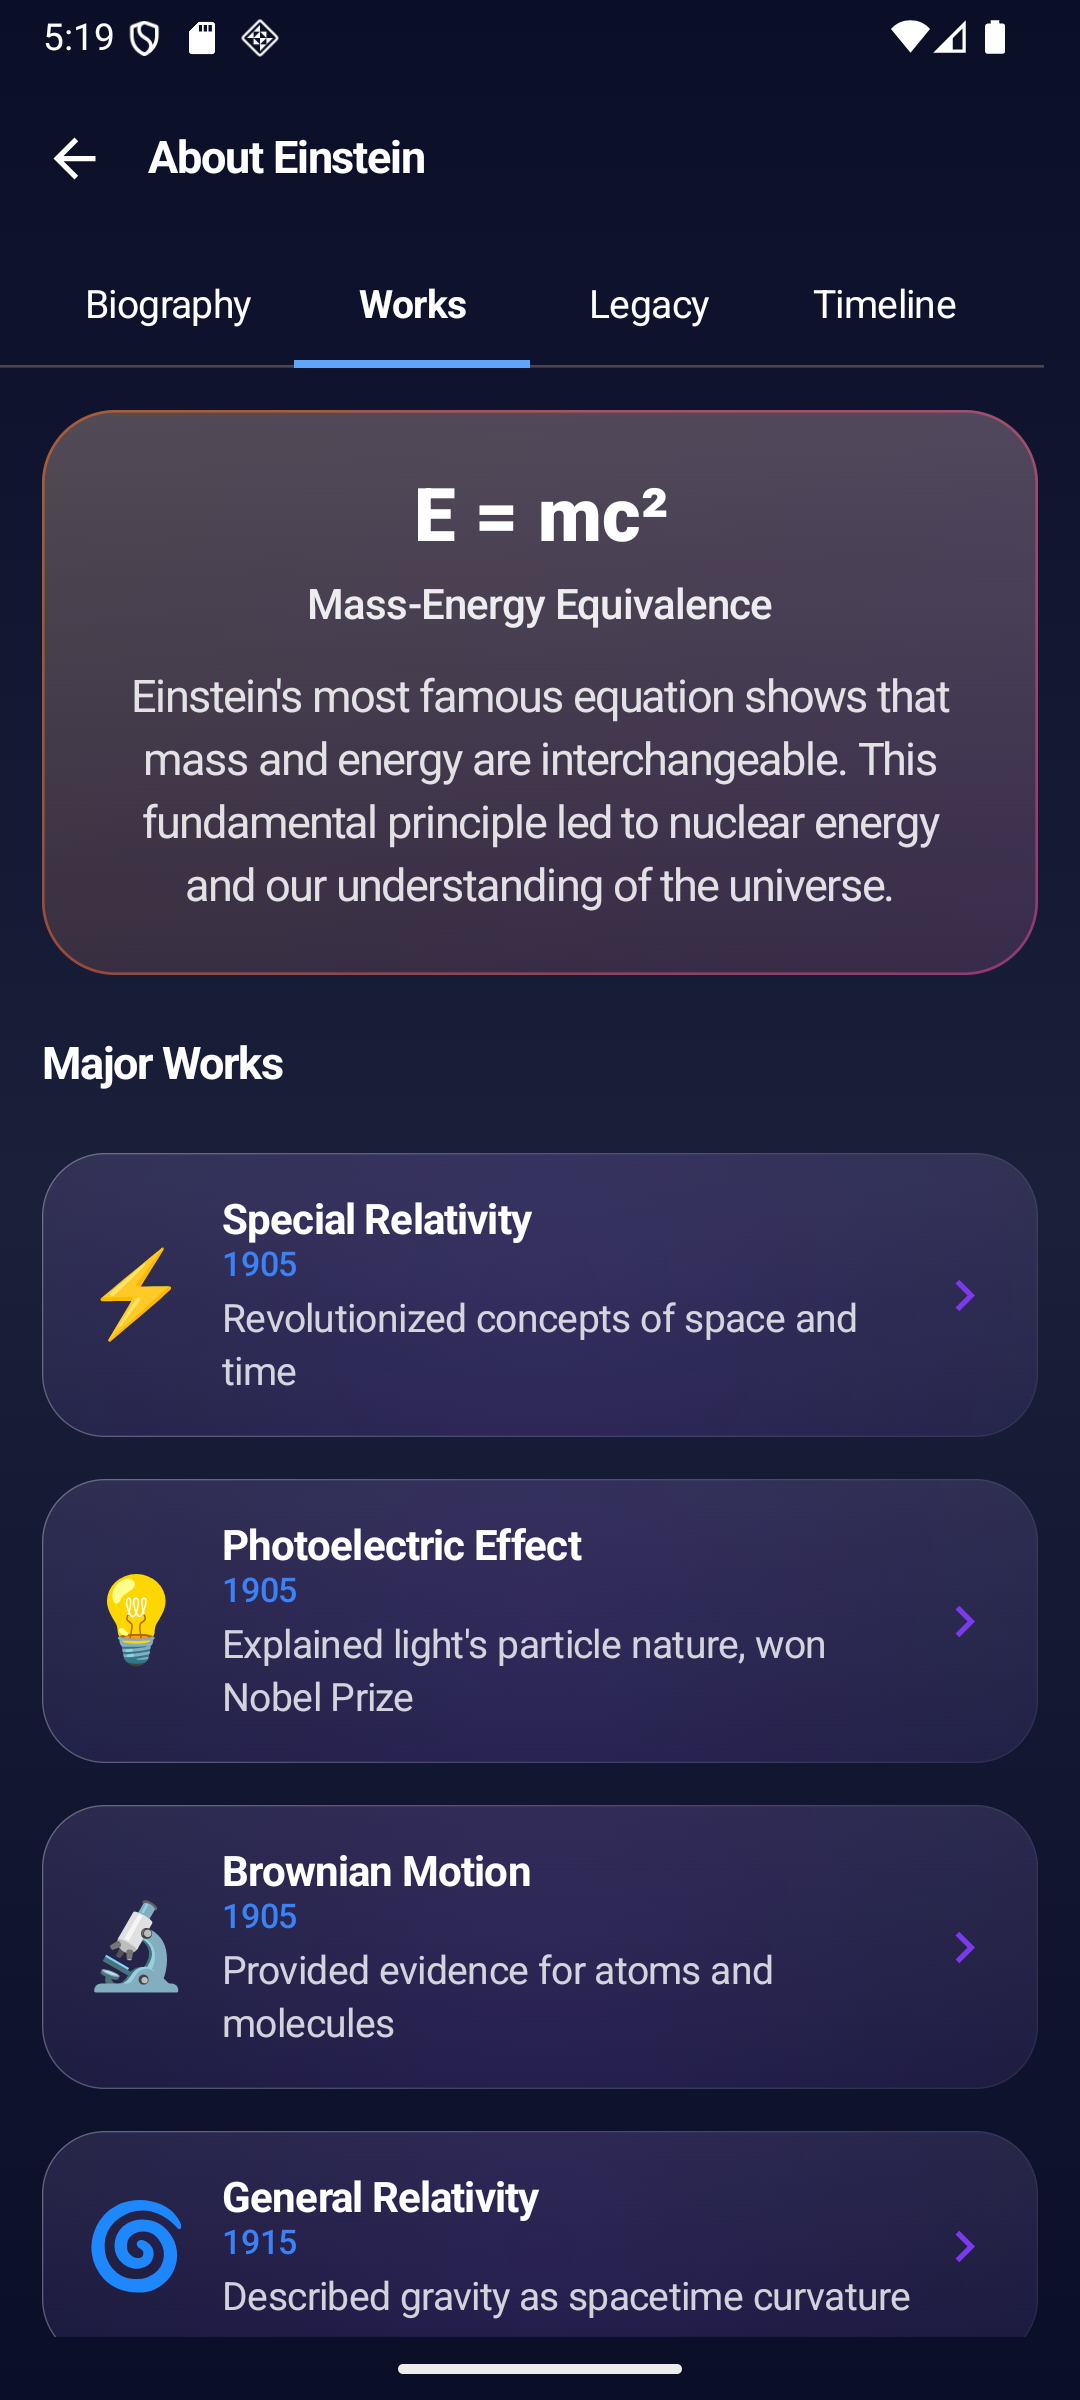 5:19
About Einstein
Biography
Works
Legacy
Timeline
E = mc²
Mass-Energy Equivalence
Einstein's most famous equation shows that
mass and energy are interchangeable. This
fundamental principle led to nuclear energy
and our understanding of the universe.
Major Works
Special Relativity
1905
Revolutionized concepts of space and
time
Photoelectric Effect
1905
Explained light's particle nature, won
Nobel Prize
Brownian Motion
1905
Provided evidence for atoms and
molecules
General Relativity
1915
Described gravity as spacetime curvature